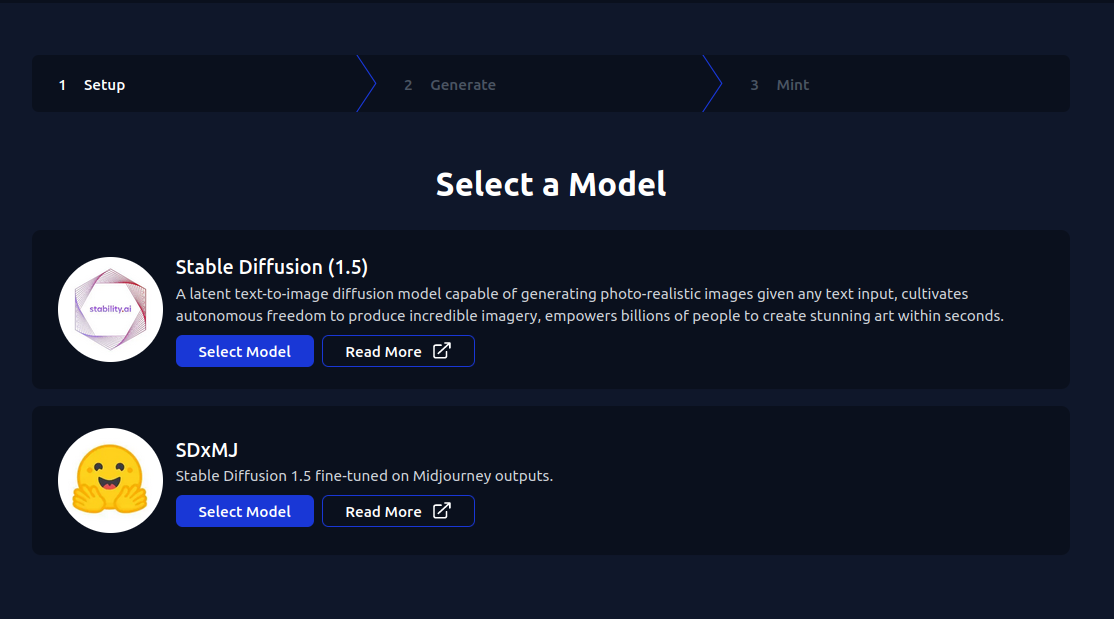 1 Setup
2 Generate
3 Mint
Select a Model
stability.ai
Stable Diffusion (1.5)
A latent text-to-image diffusion model capable of generating photo-realistic images given any text input, cultivates
autonomous freedom to produce incredible imagery, empowers billions of people to create stunning art within seconds.
Select Model
Read More
SDxMJ
Stable Diffusion 1.5 fine-tuned on Midjourney outputs.
Select Model
Read More